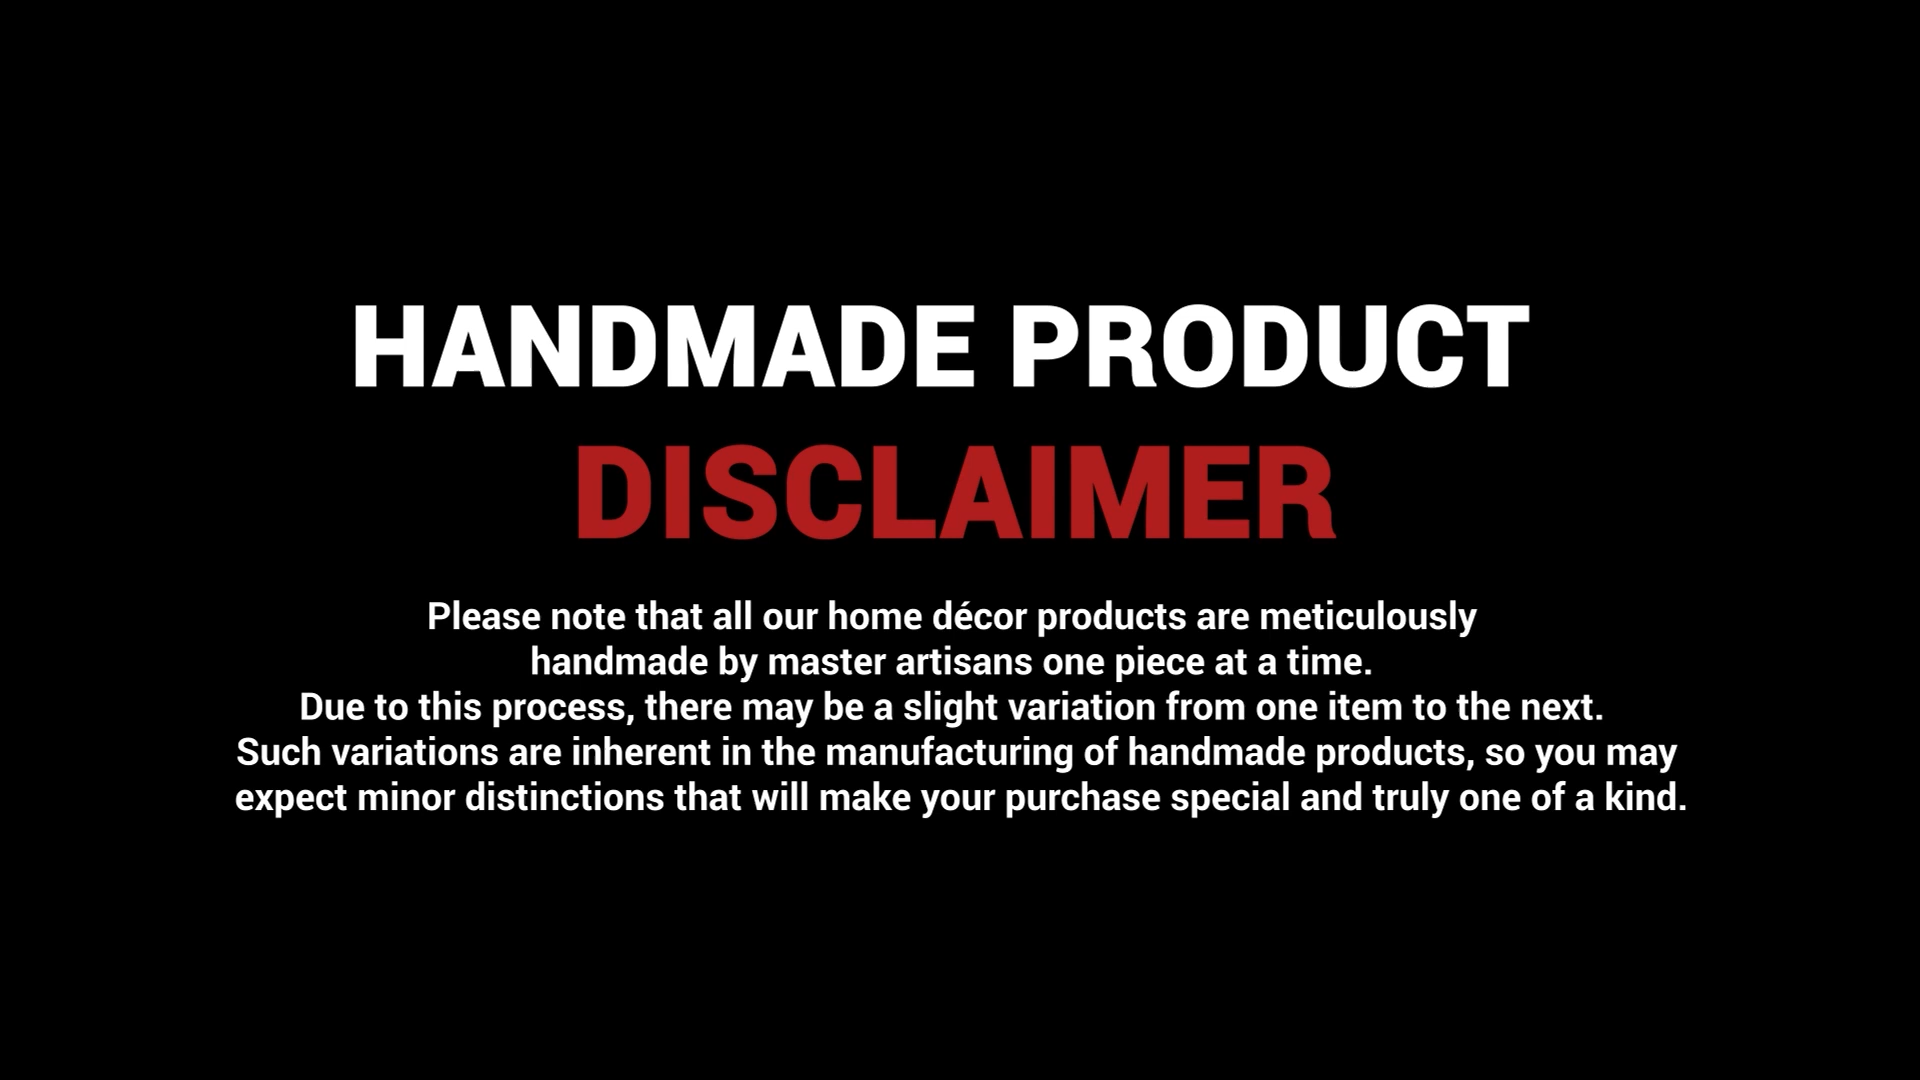 HANDMADE PRODUCT
DISCLAIMER
Please note that all our home décor products are meticulously
handmade by master artisans one piece at a time.
Due to this process, there may be a slight variation from one item to the next.
Such variations are inherent in the manufacturing of handmade products, so you may
expect minor distinctions that will make your purchase special and truly one of a kind.